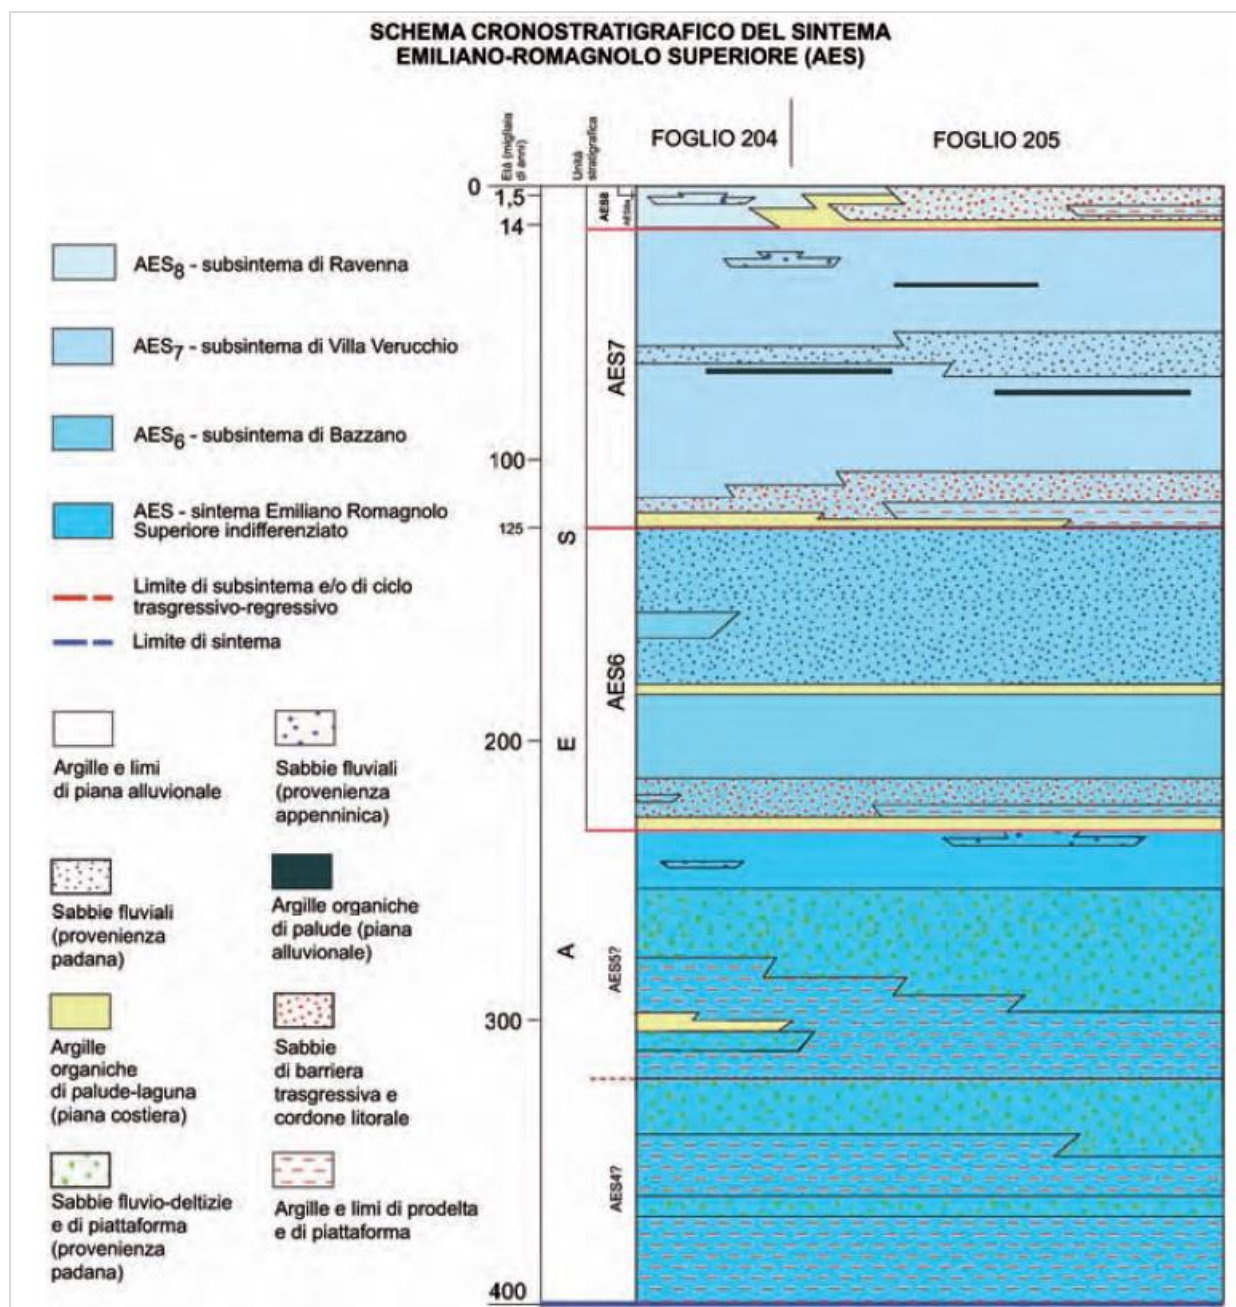 SCHEMA CRONOSTRATIGRAFICO DEL SINTEMA
EMILIANO-ROMAGNOLO SUPERIORE (AES)
Età (migliaia
di anni)
Unità
stratigrafica
FOGLIO 204
FOGLIO 205
0
1,5
14
100
125
200
300
400
A E S
AES8
AES8a
AES7
AES6
AES5?
AES4?
AES8 - subsintema di Ravenna
AES7 - subsintema di Villa Verucchio
AES6 - subsintema di Bazzano
AES - sintema Emiliano Romagnolo
Superiore indifferenziato
Limite di subsintema e/o di ciclo
trasgressivo-regressivo
Limite di sintema
Argille e limi
di piana alluvionale
Sabbie fluviali
(provenienza
appenninica)
Sabbie fluviali
(provenienza
padana)
Argille organiche
di palude (piana
alluvionale)
Argille
organiche
di palude-laguna
(piana costiera)
Sabbie
di barriera
trasgressiva e
cordone litorale
Sabbie fluvio-deltizie
e di piattaforma
(provenienza
padana)
Argille e limi di prodelta
e di piattaforma